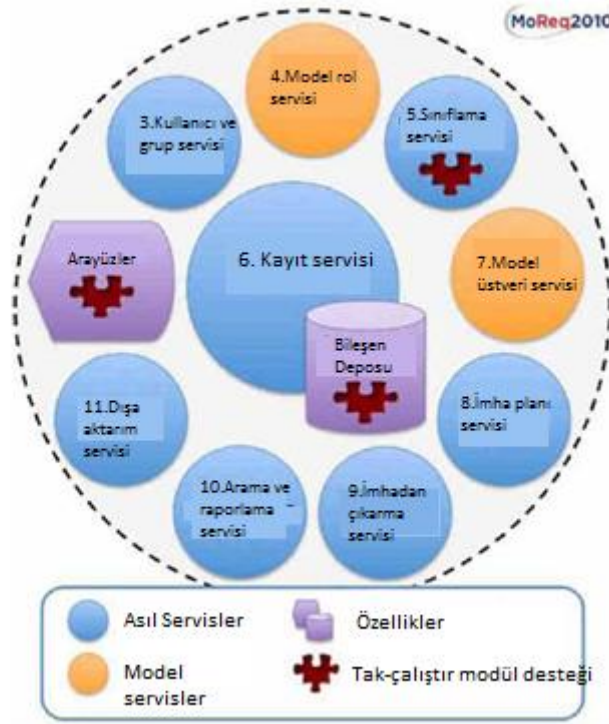 MoReq2010
4.Model rol
servisi
3.Kullanıcı ve
grup servisi
5.Sınıflama
servisi
Arayüzler
6. Kayıt servisi
7.Model
üstveri servisi
Bileşen
Deposu
11.Dışa
aktarım
servisi
8.İmha planı
servisi
10.Arama ve
raporlama
servisi
9.İmhadan
çıkarma
servisi
Asıl Servisler
Özellikler
Model
servisler
Tak-çalıştır modül desteği